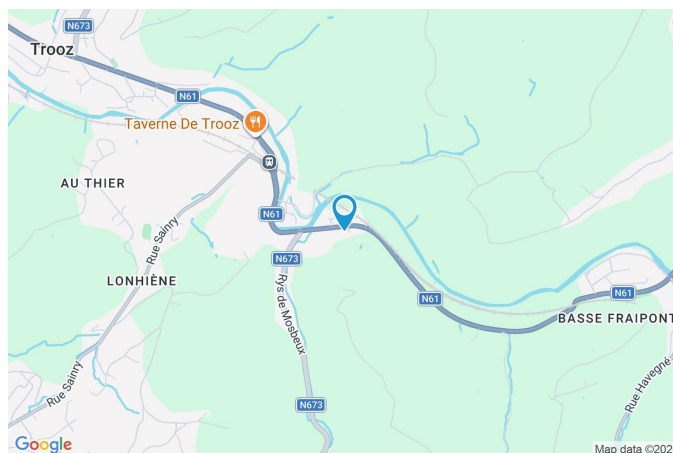 N673
Trooz
N61
Taverne De Trooz
AU THIER
Rue Sainry
N61
N673
LONHIÈNE
Rys de Mosbeux
N61
N61
BASSE FRAIPONT
Rue Sainry
N673
Rue Havegné
Google
Map data ©202